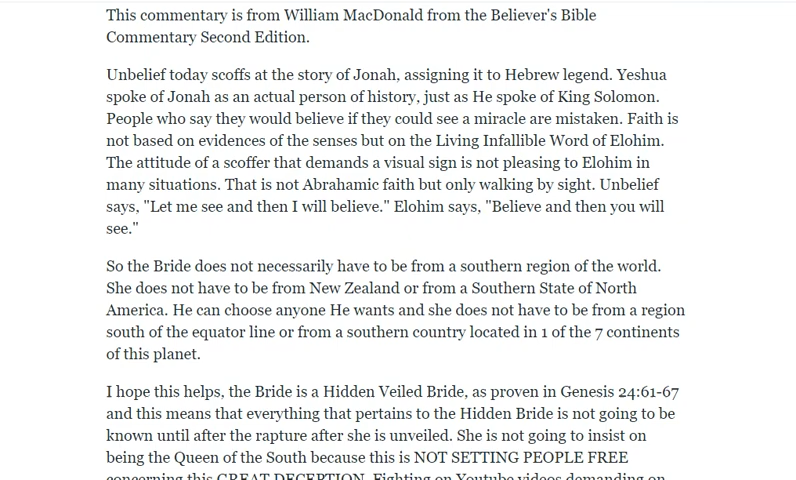 This commentary is from William MacDonald from the Believer's Bible
Commentary Second Edition.
Unbelief today scoffs at the story of Jonah, assigning it to Hebrew legend. Yeshua
spoke of Jonah as an actual person of history, just as He spoke of King Solomon.
People who say they would believe if they could see a miracle are mistaken. Faith is
not based on evidences of the senses but on the Living Infallible Word of Elohim.
The attitude of a scoffer that demands a visual sign is not pleasing to Elohim in
many situations. That is not Abrahamic faith but only walking by sight. Unbelief
says, "Let me see and then I will believe." Elohim says, "Believe and then you will
see."
So the Bride does not necessarily have to be from a southern region of the world.
She does not have to be from New Zealand or from a Southern State of North
America. He can choose anyone He wants and she does not have to be from a region
south of the equator line or from a southern country located in 1 of the 7 continents
of this planet.
I hope this helps, the Bride is a Hidden Veiled Bride, as proven in Genesis 24:61-67
and this means that everything that pertains to the Hidden Bride is not going to be
known until after the rapture after she is unveiled. She is not going to insist on
being the Queen of the South because this is NOT SETTING PEOPLE FREE
concerning this GREAT DECEPTION. Fighting on Youtube videos demanding on